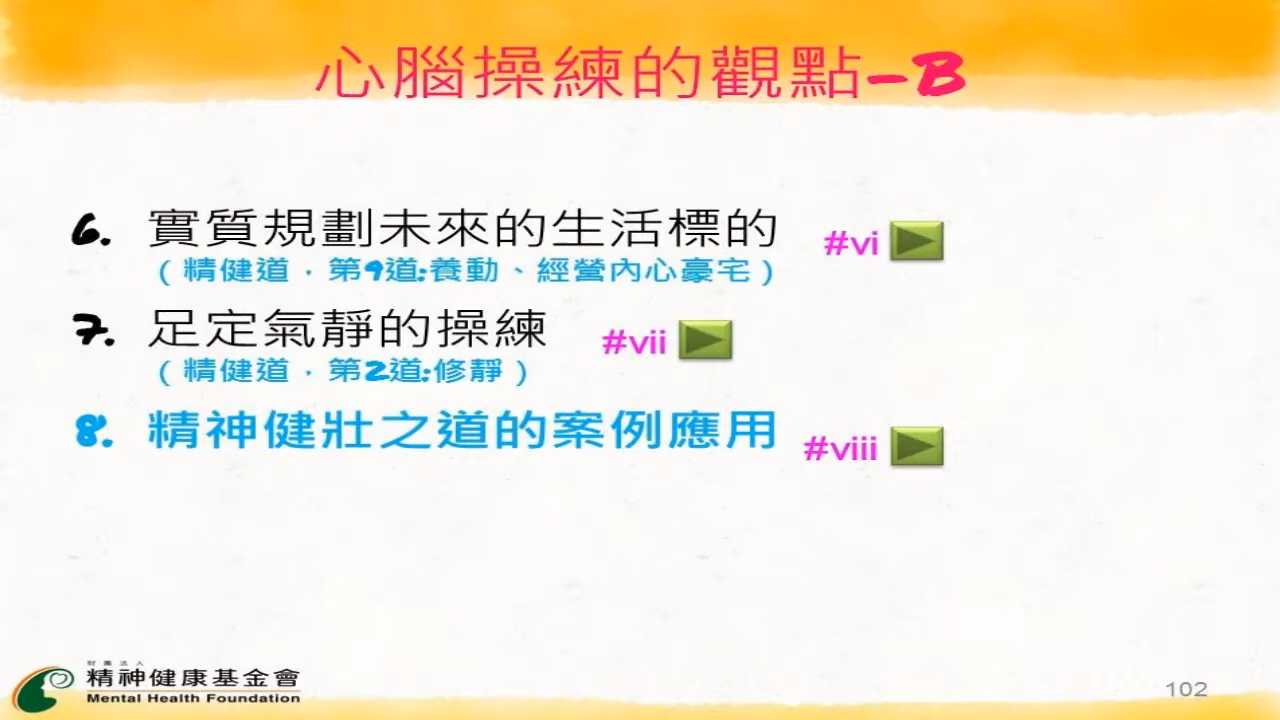 心腦操練的觀點-B
6. 實質規劃未來的生活標的 #vi
(精健道．第9道:養動、經營內心豪宅)
7. 足定氣靜的操練 #vii
(精健道．第2道:修靜)
8. 精神健壯之道的案例應用 #viii
財團法人
精神健康基金會
Mental Health Foundation
102